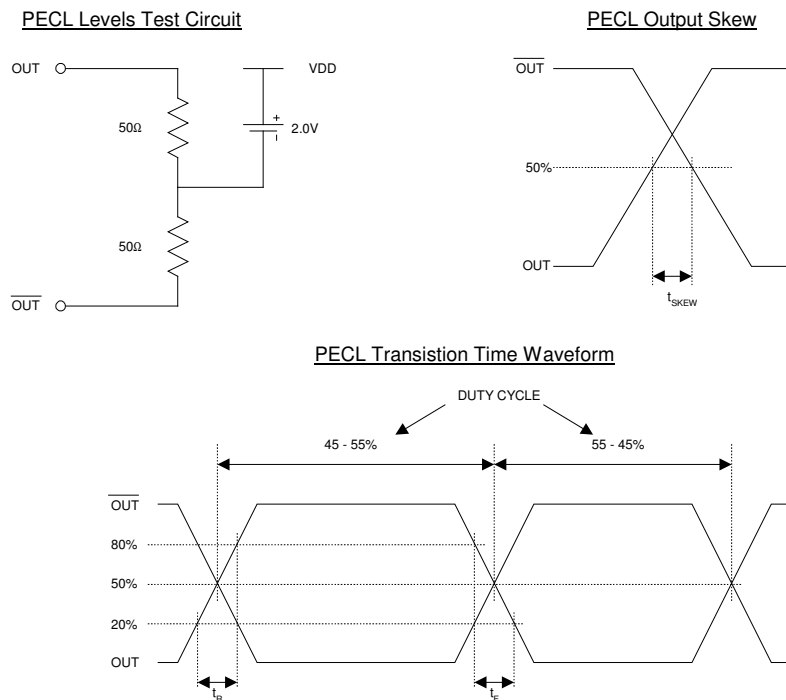 PECL Levels Test Circuit
OUT
50Ω
50Ω
OUT
VDD
+
2.0V
-
PECL Output Skew
OUT
50%
OUT
tSKEW
PECL Transistion Time Waveform
DUTY CYCLE
45 - 55%
55 - 45%
OUT
80%
50%
20%
OUT
tR
tF